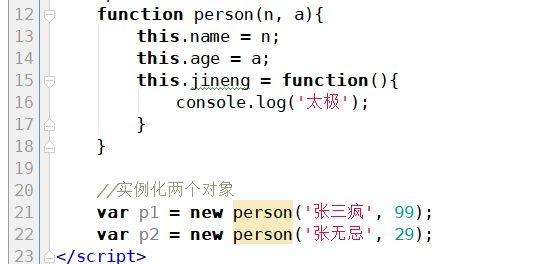 12 function person(n, a){
13 this.name = n;
14 this.age = a;
15 this.jineng = function(){
16 console.log('太极');
17 }
18 }
19
20 //实例化两个对象
21 var p1 = new person('张三疯', 99);
22 var p2 = new person('张无忌', 29);
23 </script>